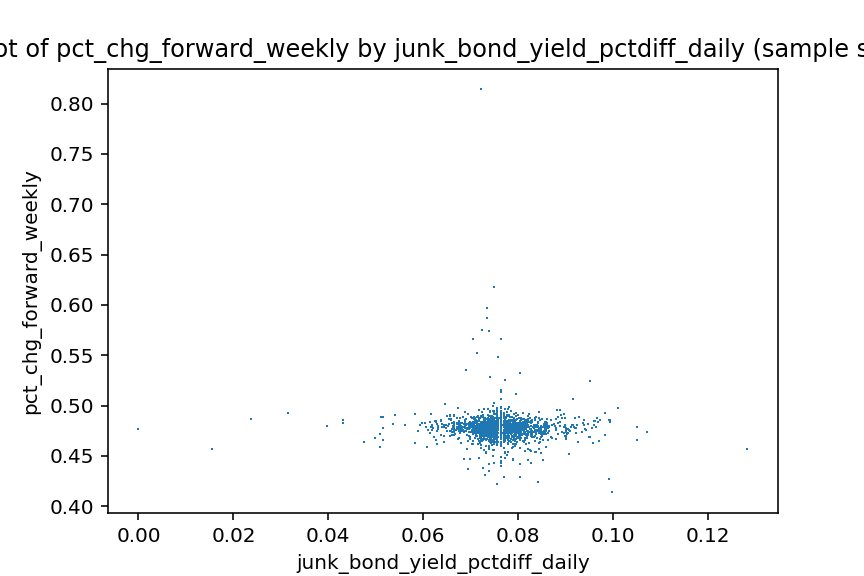 of pct_chg_forward_weekly by junk_bond_yield_pctdiff_daily (sample
0.80
0.75
0.70
0.65
0.60
0.55
0.50
0.45
0.40
pct_chg_forward_weekly
0.00 0.02 0.04 0.06 0.08 0.10 0.12
junk_bond_yield_pctdiff_daily